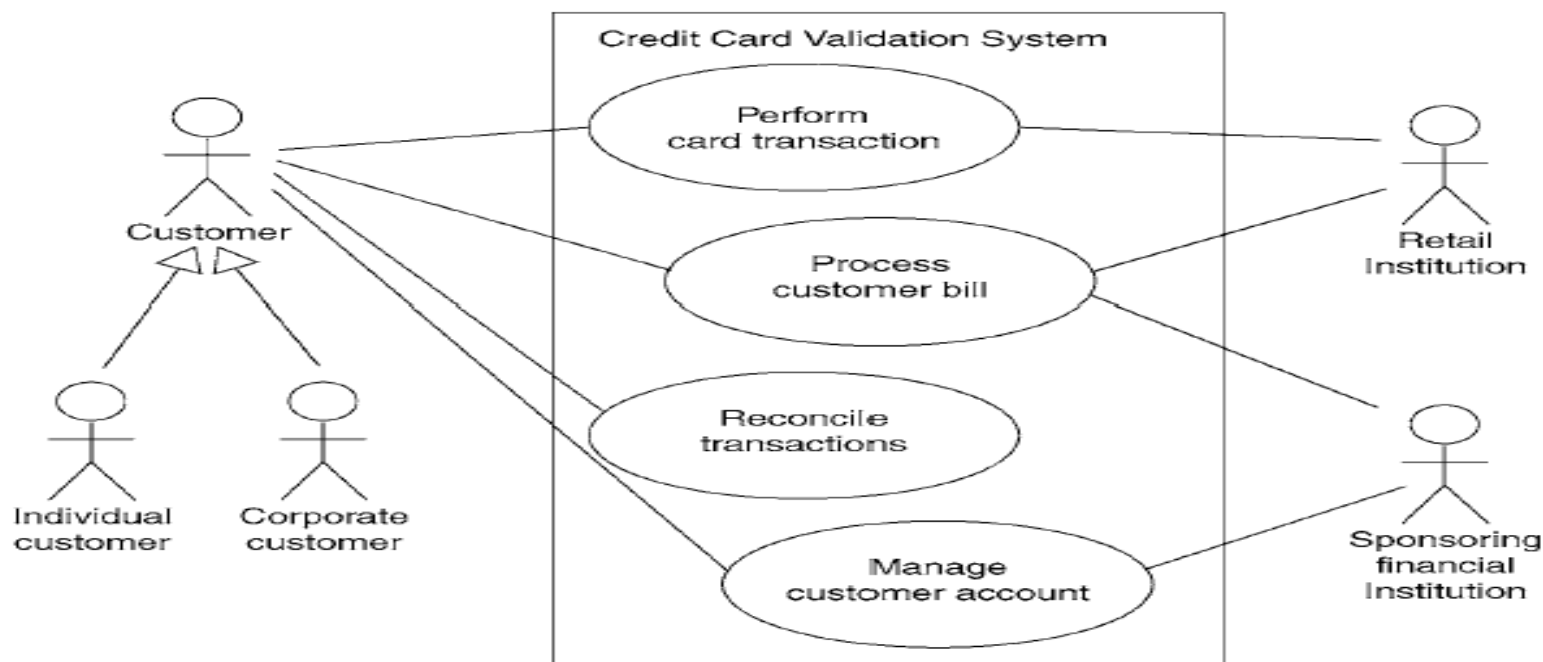 Credit Card Validation System
Perform
card transaction
Customer
Retail
Institution
Process
customer bill
Reconcile
transactions
Individual
customer
Corporate
customer
Sponsoring
financial
Institution
Manage
customer account